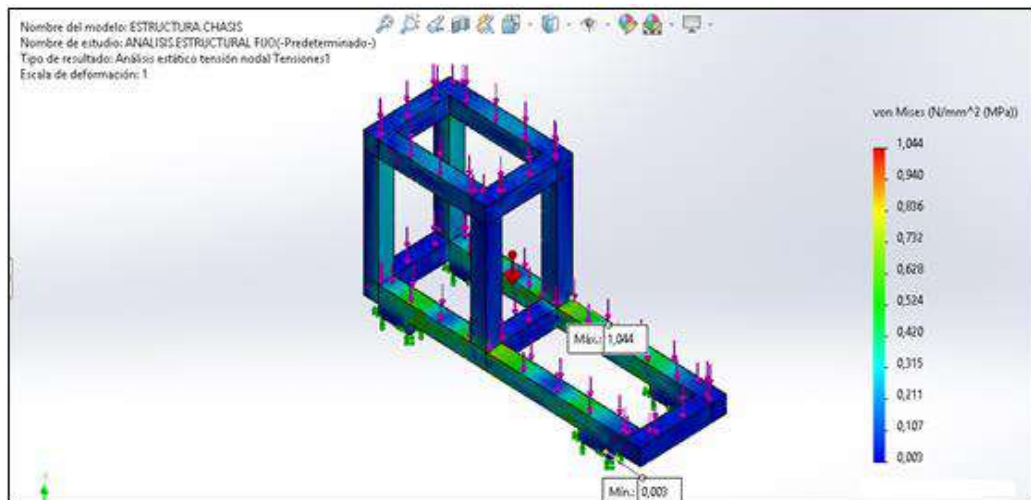 Nombre del modelo: ESTRUCTURA CHASIS
Nombre de estudio: ANALISIS ESTRUCTURAL FIJO(-Predeterminado-)
Tipo de resultado: Análisis estático tensión nodal Tensiones1
Escala de deformación: 1
von Mises (N/mm^2 (MPa))
1,044
0,940
0,836
0,732
0,628
0,524
0,420
0,315
0,211
0,107
0,003
Máx.: 1,044
Mín.: 0,003